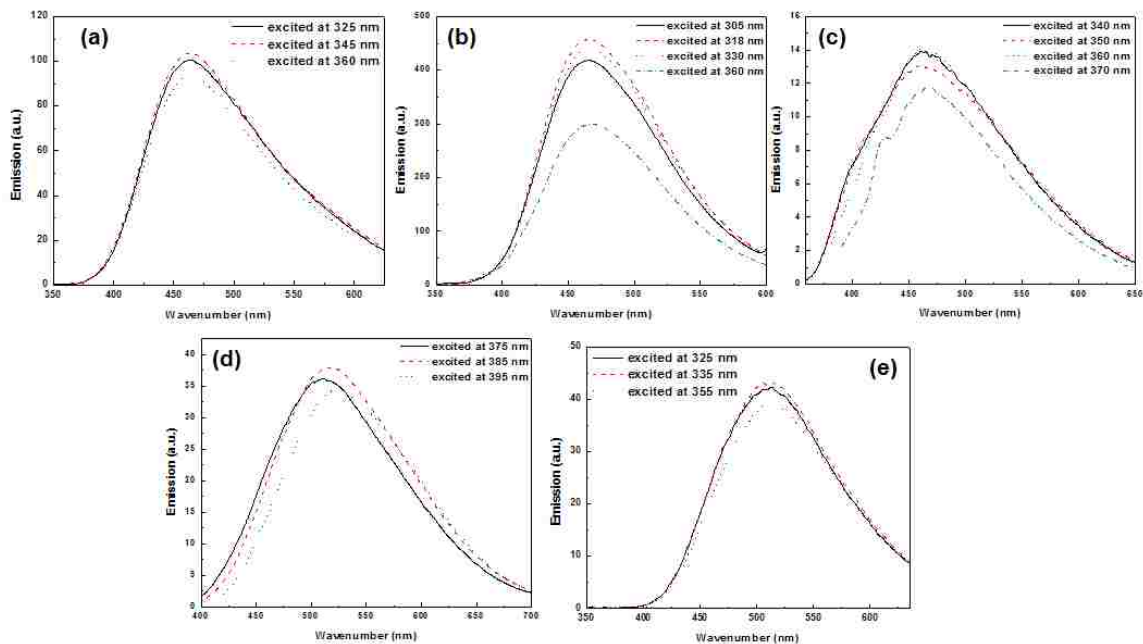 (a)
excited at 325 nm
excited at 345 nm
excited at 360 nm
Emission (a.u.)
120
100
80
60
40
20
0
350 400 450 500 550 600
Wavenumber (nm)
(b)
excited at 305 nm
excited at 318 nm
excited at 330 nm
excited at 360 nm
Emission (a.u.)
500
450
400
300
200
100
0
350 400 450 500 550 600
Wavenumber (nm)
(c)
excited at 340 nm
excited at 350 nm
excited at 360 nm
excited at 370 nm
Emission (a.u.)
16
14
12
10
8
6
4
2
0
400 450 500 550 600 650
Wavenumber (nm)
(d)
excited at 375 nm
excited at 385 nm
excited at 395 nm
Emission (a.u.)
40
35
30
25
20
15
10
5
0
400 450 500 550 600 650 700
Wavenumber (nm)
(e)
excited at 325 nm
excited at 335 nm
excited at 355 nm
Emission (a.u.)
50
40
30
20
10
0
350 400 450 500 550 600
Wavenumber (nm)